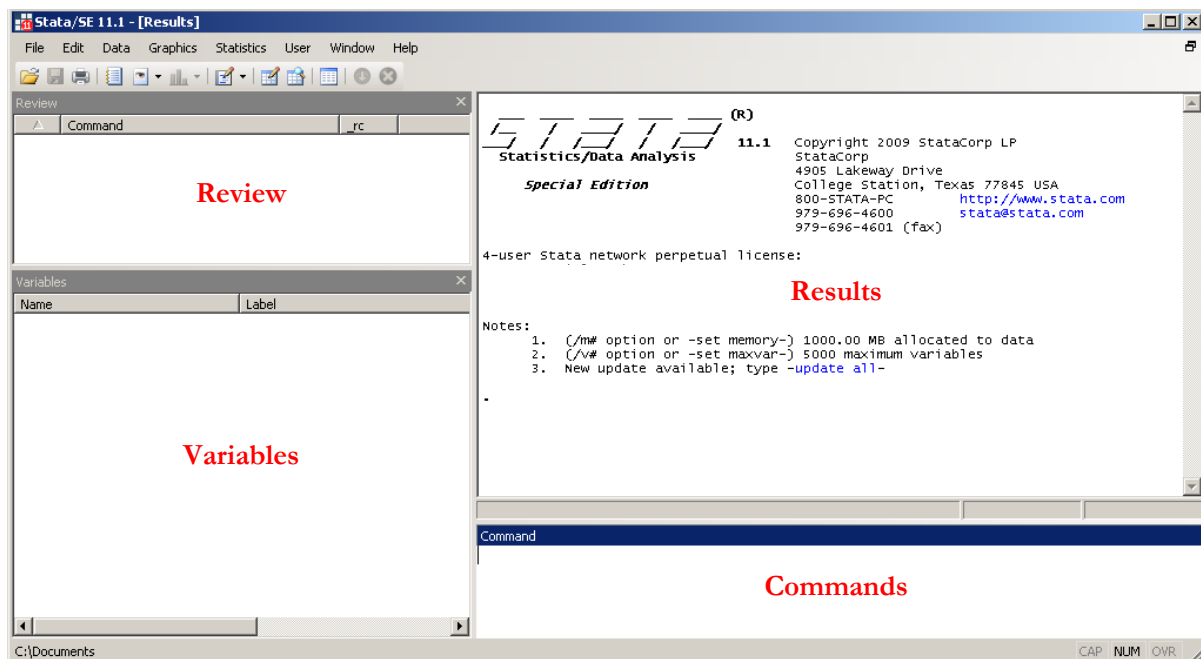 Stata/SE 11.1 - [Results]
File Edit Data Graphics Statistics User Window Help
Review
Command _rc
Review
Variables
Name Label
Variables
(R)
STATA 11.1 Copyright 2009 StataCorp LP
Statistics/Data Analysis StataCorp
4905 Lakeway Drive
Special Edition College Station, Texas 77845 USA
800-STATA-PC http://www.stata.com
979-696-4600 stata@stata.com
979-696-4601 (fax)
4-user Stata network perpetual license:
Results
Notes:
1. (/m# option or -set memory-) 1000.00 MB allocated to data
2. (/v# option or -set maxvar-) 5000 maximum variables
3. New update available; type -update all-
.
Command
Commands
C:\Documents CAP NUM OVR